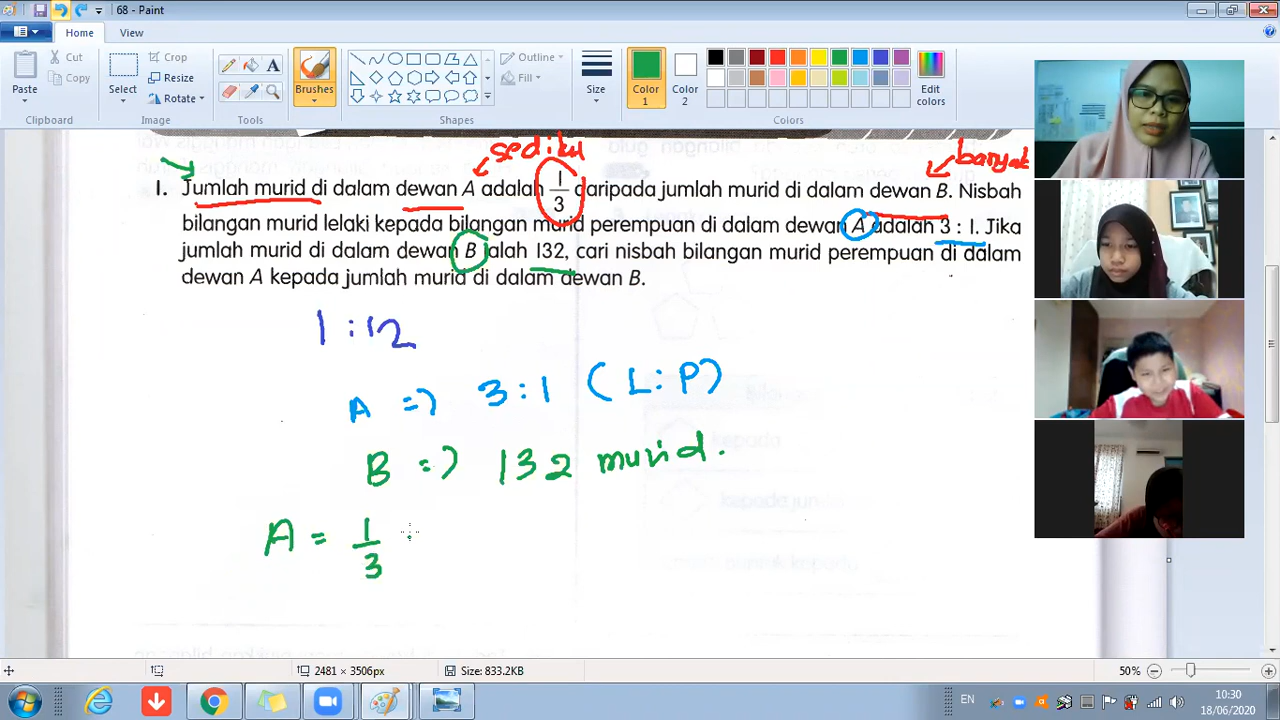 68 - Paint
Home View
Paste
Cut
Copy
Clipboard
Select
Crop
Resize
Rotate
Image
A
Tools
Brushes
Outline
Fill
Shapes
Size
Color 1
Color 2
Edit colors
Colors
sedikit
banyak
1. Jumlah murid di dalam dewan A adalah 1/3 daripada jumlah murid di dalam dewan B. Nisbah
bilangan murid lelaki kepada bilangan murid perempuan di dalam dewan A adalah 3 : 1. Jika
jumlah murid di dalam dewan B ialah 132, cari nisbah bilangan murid perempuan di dalam
dewan A kepada jumlah murid di dalam dewan B.
1 : 12
A => 3 : 1 (L : P)
B => 132 murid.
A = 1/3
2481 × 3506px
Size: 833.2KB
50%
EN
10:30
18/06/2020